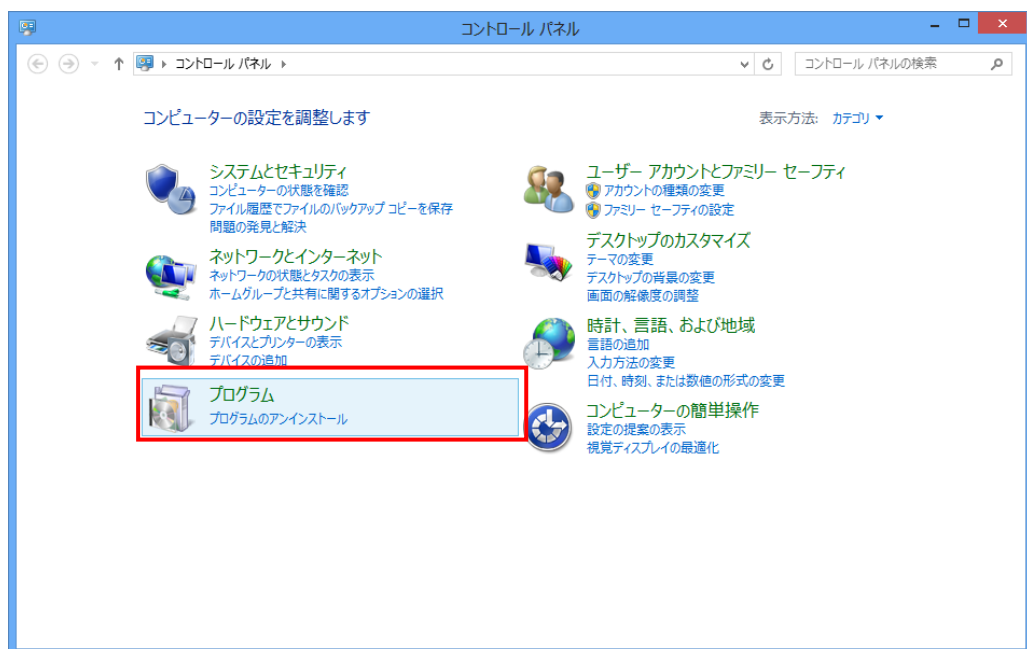 コントロール パネル
コントロール パネル
コントロール パネルの検索
コンピューターの設定を調整します
表示方法: カテゴリ
システムとセキュリティ
コンピューターの状態を確認
ファイル履歴でファイルのバックアップ コピーを保存
問題の発見と解決
ネットワークとインターネット
ネットワークの状態とタスクの表示
ホームグループと共有に関するオプションの選択
ハードウェアとサウンド
デバイスとプリンターの表示
デバイスの追加
プログラム
プログラムのアンインストール
ユーザー アカウントとファミリー セーフティ
アカウントの種類の変更
ファミリー セーフティの設定
デスクトップのカスタマイズ
テーマの変更
デスクトップの背景の変更
画面の解像度の調整
時計、言語、および地域
言語の追加
入力方法の変更
日付、時刻、または数値の形式の変更
コンピューターの簡単操作
設定の提案の表示
視覚ディスプレイの最適化